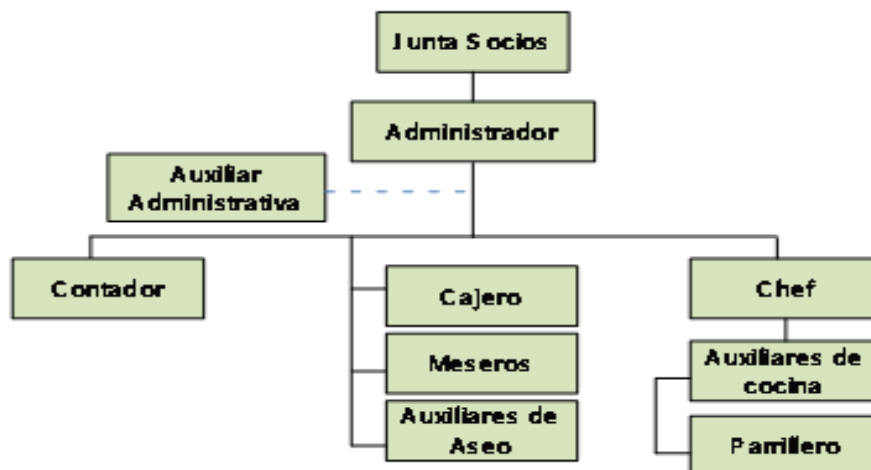 Junta Socios
Administrador
Auxiliar
Administrativa
Contador
Cajero
Chef
Meseros
Auxiliares de
cocina
Auxiliares de
Aseo
Parrillero